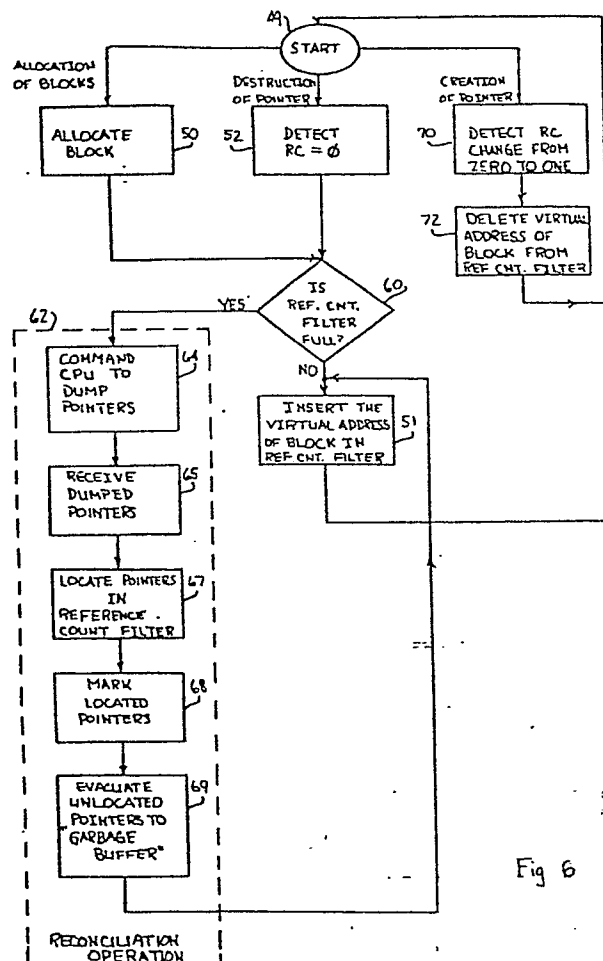 49
START
ALLOCATION
OF BLOCKS
DESTRUCTION
OF POINTER
CREATION
OF POINTER
ALLOCATE
BLOCK
50
52
DETECT
RC = Ø
70
DETECT RC
CHANGE FROM
ZERO TO ONE
72
DELETE VIRTUAL
ADDRESS OF
BLOCK FROM
REF CNT. FILTER
IS
REF. CNT.
FILTER
FULL?
60
YES
NO
62
COMMAND
CPU TO
DUMP
POINTERS
64
INSERT THE
VIRTUAL ADDRESS
OF BLOCK IN
REF CNT. FILTER
51
RECEIVE
DUMPED
POINTERS
65
LOCATE POINTERS
IN
REFERENCE
COUNT FILTER
67
MARK
LOCATED
POINTERS
68
EVACUATE
UNLOCATED
POINTERS TO
"GARBAGE
BUFFER"
69
Fig 6
RECONCILIATION
OPERATION